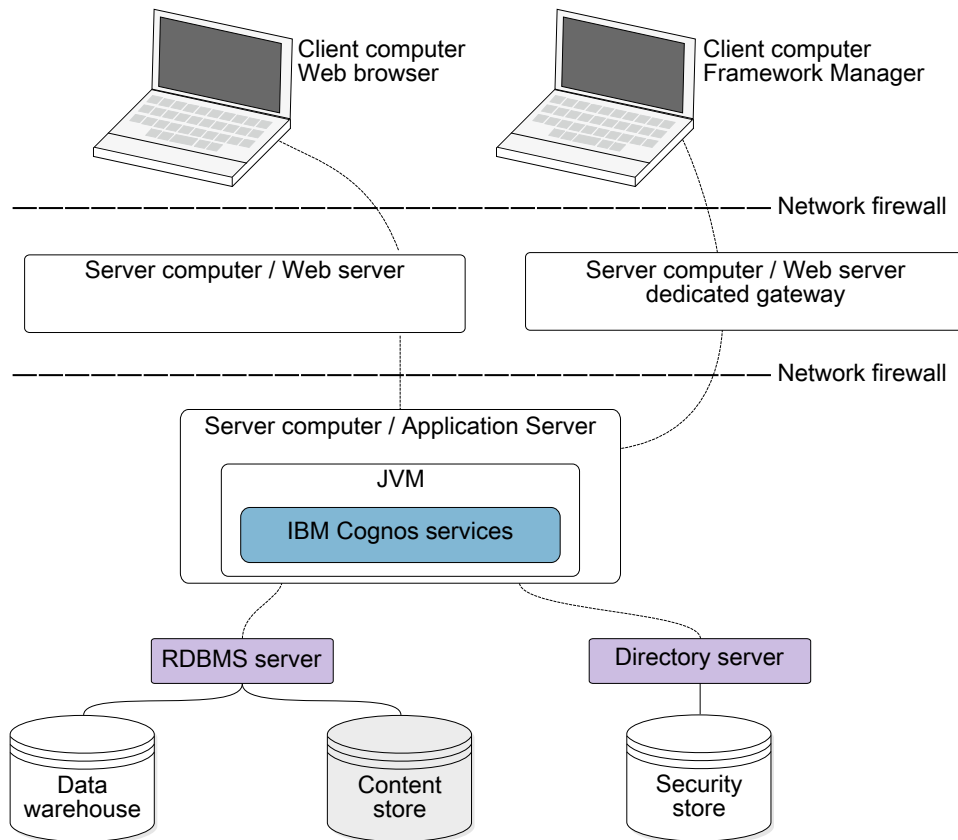 Client computer
Web browser
Client computer
Framework Manager
Network firewall
Server computer / Web server
Server computer / Web server
dedicated gateway
Network firewall
Server computer / Application Server
JVM
IBM Cognos services
RDBMS server
Directory server
Data
warehouse
Content
store
Security
store